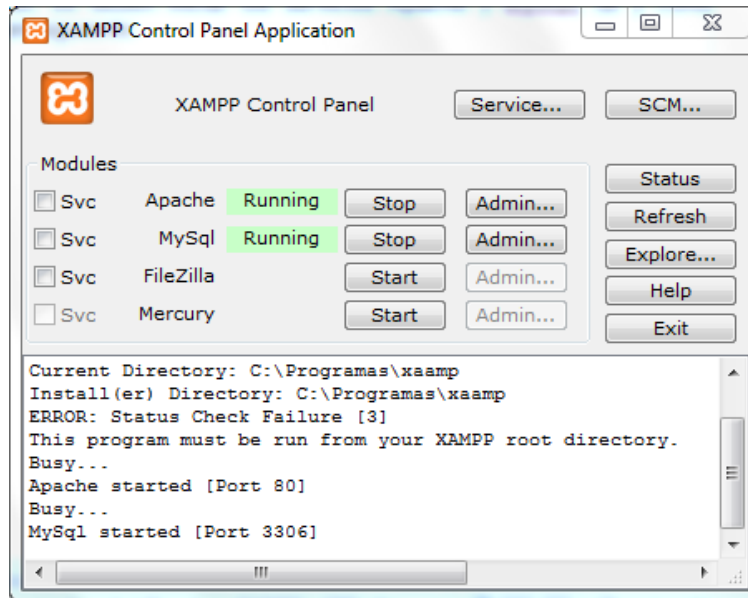 XAMPP Control Panel Application
XAMPP Control Panel Service... SCM...
Modules
Svc Apache Running Stop Admin...
Svc MySql Running Stop Admin...
Svc FileZilla Start Admin...
Svc Mercury Start Admin...
Status
Refresh
Explore...
Help
Exit
Current Directory: C:\Programas\xaamp
Install(er) Directory: C:\Programas\xaamp
ERROR: Status Check Failure [3]
This program must be run from your XAMPP root directory.
Busy...
Apache started [Port 80]
Busy...
MySql started [Port 3306]